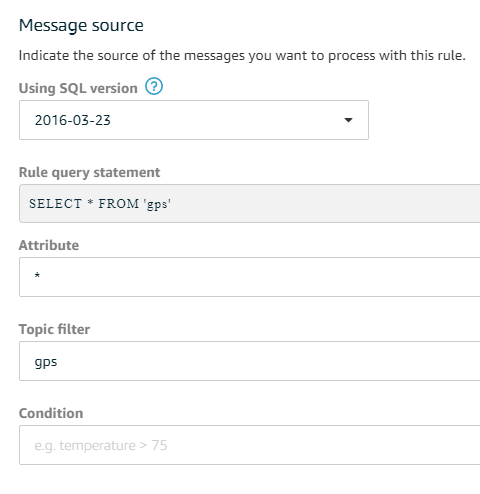 Message source
Indicate the source of the messages you want to process with this rule.
Using SQL version ?
2016-03-23
Rule query statement
SELECT * FROM 'gps'
Attribute
*
Topic filter
gps
Condition
e.g. temperature > 75